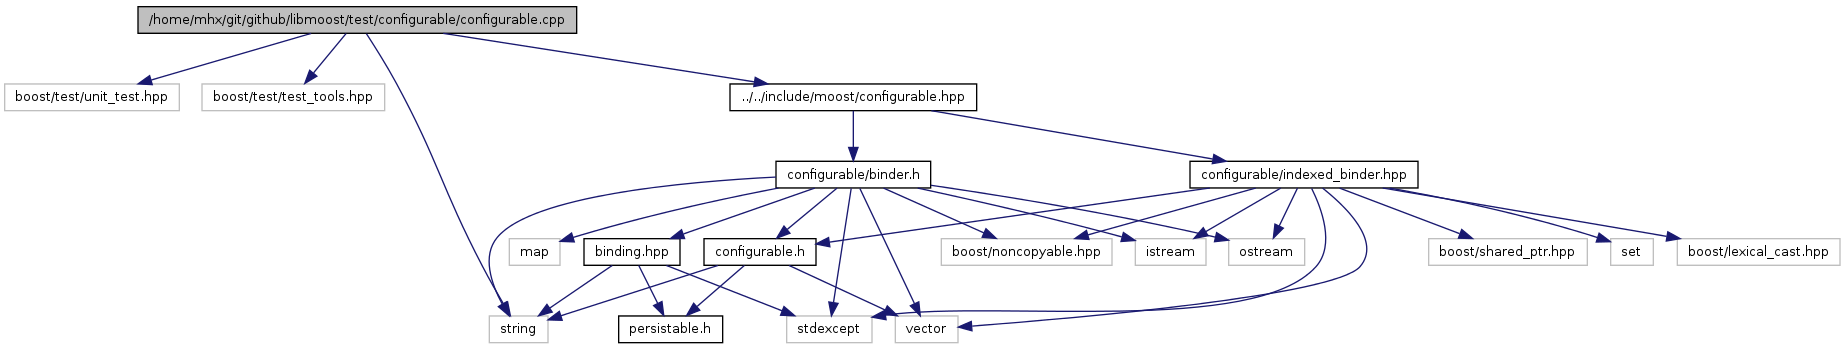 /home/mhx/git/github/libmoost/test/configurable/configurable.cpp
boost/test/unit_test.hpp
boost/test/test_tools.hpp
../../include/moost/configurable.hpp
configurable/binder.h
configurable/indexed_binder.hpp
map
binding.hpp
configurable.h
boost/noncopyable.hpp
istream
ostream
boost/shared_ptr.hpp
set
boost/lexical_cast.hpp
string
persistable.h
stdexcept
vector